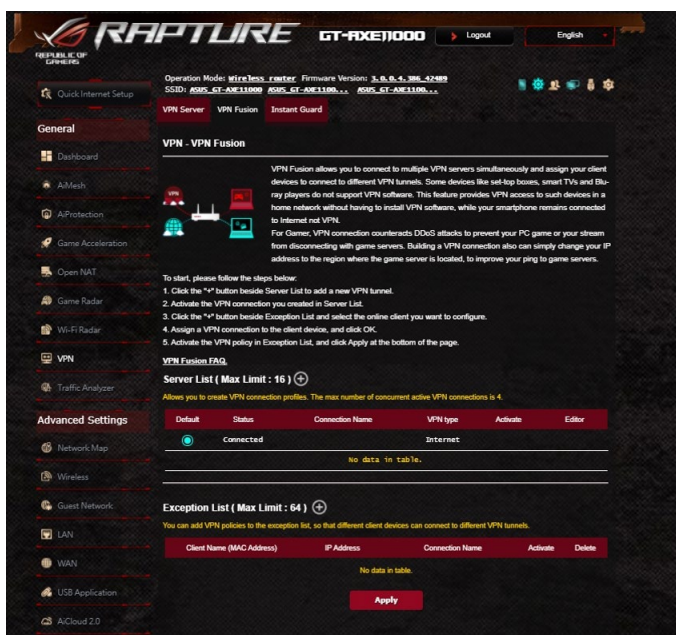 REPUBLIC OF
GAMERS
RAPTURE
GT-AXE11000
Logout
English
Quick Internet Setup
Operation Mode: Wireless router Firmware Version: 3.0.0.4.386_42489
SSID: ASUS_GT-AXE11000 ASUS_GT-AXE1100... ASUS_GT-AXE1100...
VPN Server VPN Fusion Instant Guard
General
Dashboard
AiMesh
AiProtection
Game Acceleration
Open NAT
Game Radar
Wi-Fi Radar
VPN
Traffic Analyzer
Advanced Settings
Network Map
Wireless
Guest Network
LAN
WAN
USB Application
AiCloud 2.0
VPN - VPN Fusion
VPN
VPN Fusion allows you to connect to multiple VPN servers simultaneously and assign your client
devices to connect to different VPN tunnels. Some devices like set-top boxes, smart TVs and Blu-
ray players do not support VPN software. This feature provides VPN access to such devices in a
home network without having to install VPN software, while your smartphone remains connected
to Internet not VPN.
For Gamer, VPN connection counteracts DDoS attacks to prevent your PC game or your stream
from disconnecting with game servers. Building a VPN connection also can simply change your IP
address to the region where the game server is located, to improve your ping to game servers.
To start, please follow the steps below:
1. Click the "+" button beside Server List to add a new VPN tunnel.
2. Activate the VPN connection you created in Server List.
3. Click the "+" button beside Exception List and select the online client you want to configure.
4. Assign a VPN connection to the client device, and click OK.
5. Activate the VPN policy in Exception List, and click Apply at the bottom of the page.
VPN Fusion FAQ.
Server List ( Max Limit : 16 )
Allows you to create VPN connection profiles. The max number of concurrent active VPN connections is 4.
Default Status Connection Name VPN type Activate Editor
Connected Internet
No data in table.
Exception List ( Max Limit : 64 )
You can add VPN policies to the exception list, so that different client devices can connect to different VPN tunnels.
Client Name (MAC Address) IP Address Connection Name Activate Delete
No data in table.
Apply